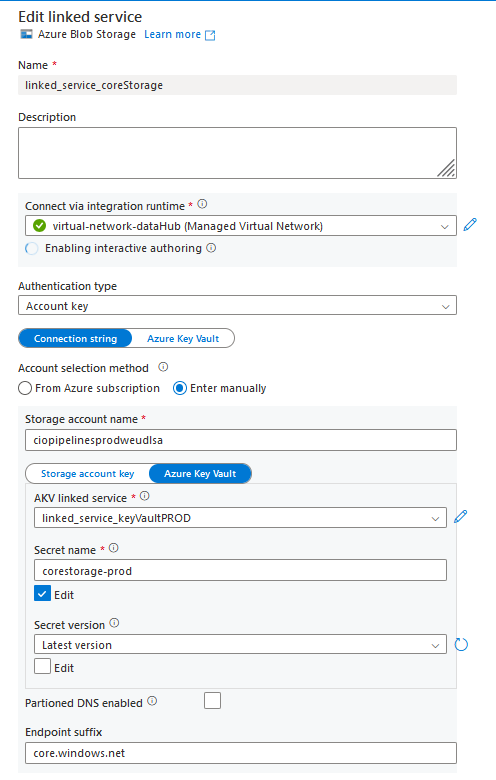 Edit linked service
Azure Blob Storage Learn more
Name *
linked_service_coreStorage
Description
Connect via integration runtime *
virtual-network-dataHub (Managed Virtual Network)
Enabling interactive authoring
Authentication type
Account key
Connection string Azure Key Vault
Account selection method
From Azure subscription Enter manually
Storage account name *
ciopipelinesprodweudlsa
Storage account key Azure Key Vault
AKV linked service *
linked_service_keyVaultPROD
Secret name *
corestorage-prod
Edit
Secret version
Latest version
Edit
Partioned DNS enabled
Endpoint suffix
core.windows.net